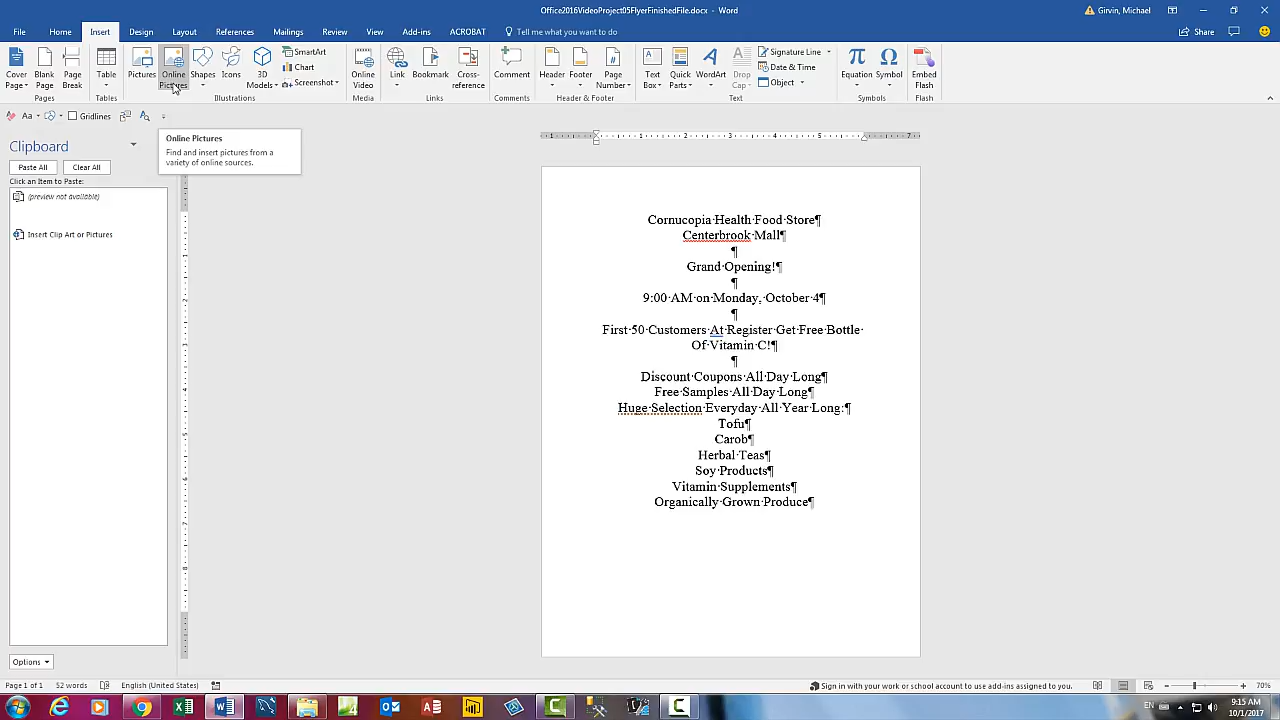 Office2016VideoProject05FlyerFinishedFile.docx - Word
Girvin, Michael
File Insert Home Design Layout References Mailings Review View Add-ins ACROBAT Tell me what you want to do
Share
Cover Page
Blank Page
Page Break
Pages
Table
Tables
Pictures
Online Pictures
Shapes
Icons
3D Models
SmartArt
Chart
Screenshot
Illustrations
Online Video
Media
Link
Bookmark
Cross-reference
Links
Comment
Comments
Header
Footer
Page Number
Header & Footer
Text Box
Quick Parts
WordArt
Drop Cap
Signature Line
Date & Time
Object
Text
Equation
Symbol
Symbols
Embed Flash
Flash
Aa
Gridlines
Online Pictures
Find and insert pictures from a
variety of online sources.
Clipboard
Paste All Clear All
Click an Item to Paste:
(preview not available)
Insert Clip Art or Pictures
Options
1 1 2 3 4 5 7
Cornucopia·Health·Food·Store¶
Centerbrook·Mall¶
¶
Grand·Opening!¶
¶
9:00·AM·on·Monday,·October·4¶
¶
First·50·Customers·At·Register·Get·Free·Bottle·
Of·Vitamin·C!¶
¶
Discount·Coupons·All·Day·Long¶
Free·Samples·All·Day·Long¶
Huge·Selection·Everyday·All·Year·Long:¶
Tofu¶
Carob¶
Herbal·Teas¶
Soy·Products¶
Vitamin·Supplements¶
Organically·Grown·Produce¶
Page 1 of 1 52 words English (United States)
Sign in with your work or school account to use add-ins assigned to you.
70%
EN
9:15 AM
10/1/2017